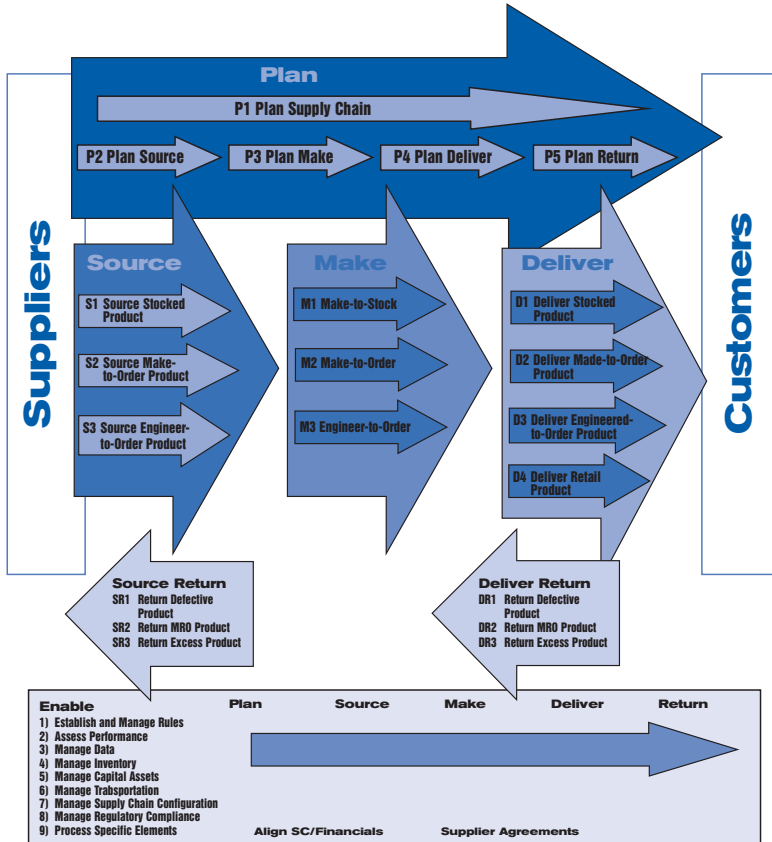 Plan
P1 Plan Supply Chain
P2 Plan Source
P3 Plan Make
P4 Plan Deliver
P5 Plan Return
Suppliers
Customers
Source
S1 Source Stocked
Product
S2 Source Make-
to-Order Product
S3 Source Engineer-
to-Order Product
Make
M1 Make-to-Stock
M2 Make-to-Order
M3 Engineer-to-Order
Deliver
D1 Deliver Stocked
Product
D2 Deliver Made-to-Order
Product
D3 Deliver Engineered-
to-Order Product
D4 Deliver Retail
Product
Source Return
SR1 Return Defective
Product
SR2 Return MRO Product
SR3 Return Excess Product
Deliver Return
DR1 Return Defective
Product
DR2 Return MRO Product
DR3 Return Excess Product
Enable
Plan
Source
Make
Deliver
Return
1) Establish and Manage Rules
2) Assess Performance
3) Manage Data
4) Manage Inventory
5) Manage Capital Assets
6) Manage Trabsportation
7) Manage Supply Chain Configuration
8) Manage Regulatory Compliance
9) Process Specific Elements
Align SC/Financials
Supplier Agreements